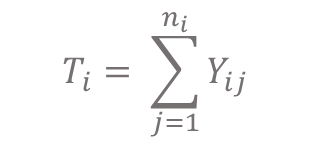 $T_i = \sum_{j=1}^{n_i} Y_{ij}$